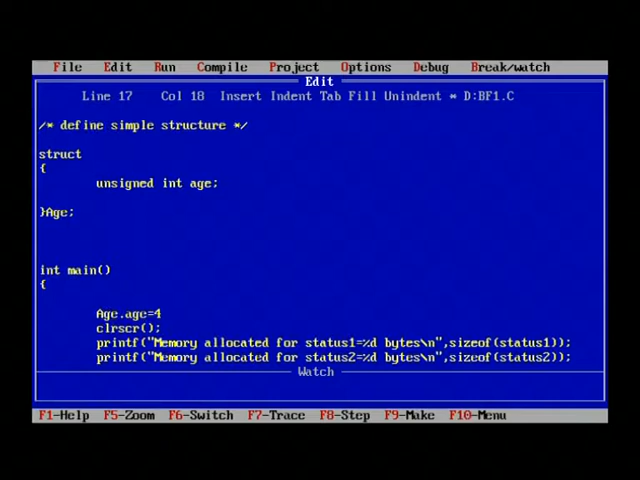 File Edit Run Compile Project Options Debug Break/watch
Edit
Line 17 Col 18 Insert Indent Tab Fill Unindent * D:BF1.C
/* define simple structure */
struct
{
unsigned int age;
}Age;
int main()
{
Age.age=4
clrscr();
printf("Memory allocated for status1=%d bytes\n",sizeof(status1));
printf("Memory allocated for status2=%d bytes\n",sizeof(status2));
Watch
F1-Help F5-Zoom F6-Switch F7-Trace F8-Step F9-Make F10-Menu